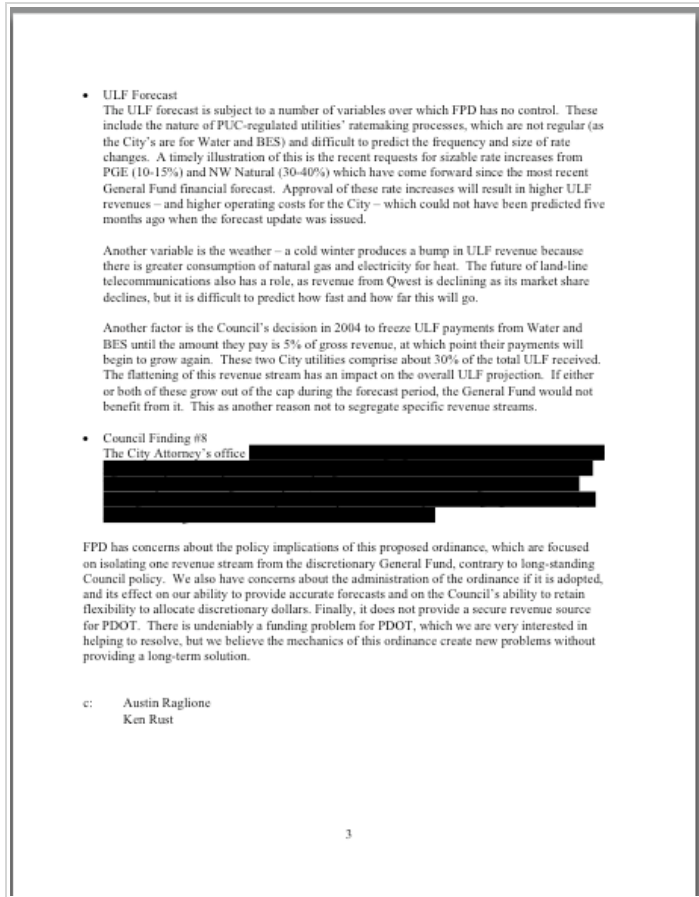 • ULF Forecast
The ULF forecast is subject to a number of variables over which FPD has no control. These
include the nature of PUC-regulated utilities' ratemaking processes, which are not regular (as
the City's are for Water and BES) and difficult to predict the frequency and size of rate
changes. A timely illustration of this is the recent requests for sizable rate increases from
PGE (10-15%) and NW Natural (30-40%) which have come forward since the most recent
General Fund financial forecast. Approval of these rate increases will result in higher ULF
revenues – and higher operating costs for the City – which could not have been predicted five
months ago when the forecast update was issued.
Another variable is the weather – a cold winter produces a bump in ULF revenue because
there is greater consumption of natural gas and electricity for heat. The future of land-line
telecommunications also has a role, as revenue from Qwest is declining as its market share
declines, but it is difficult to predict how fast and how far this will go.
Another factor is the Council's decision in 2004 to freeze ULF payments from Water and
BES until the amount they pay is 5% of gross revenue, at which point their payments will
begin to grow again. These two City utilities comprise about 30% of the total ULF received.
The flattening of this revenue stream has an impact on the overall ULF projection. If either
or both of these grow out of the cap during the forecast period, the General Fund would not
benefit from it. This as another reason not to segregate specific revenue streams.
• Council Finding #8
The City Attorney's office
FPD has concerns about the policy implications of this proposed ordinance, which are focused
on isolating one revenue stream from the discretionary General Fund, contrary to long-standing
Council policy. We also have concerns about the administration of the ordinance if it is adopted,
and its effect on our ability to provide accurate forecasts and on the Council's ability to retain
flexibility to allocate discretionary dollars. Finally, it does not provide a secure revenue source
for PDOT. There is undeniably a funding problem for PDOT, which we are very interested in
helping to resolve, but we believe the mechanics of this ordinance create new problems without
providing a long-term solution.
c: Austin Raglione
Ken Rust
3